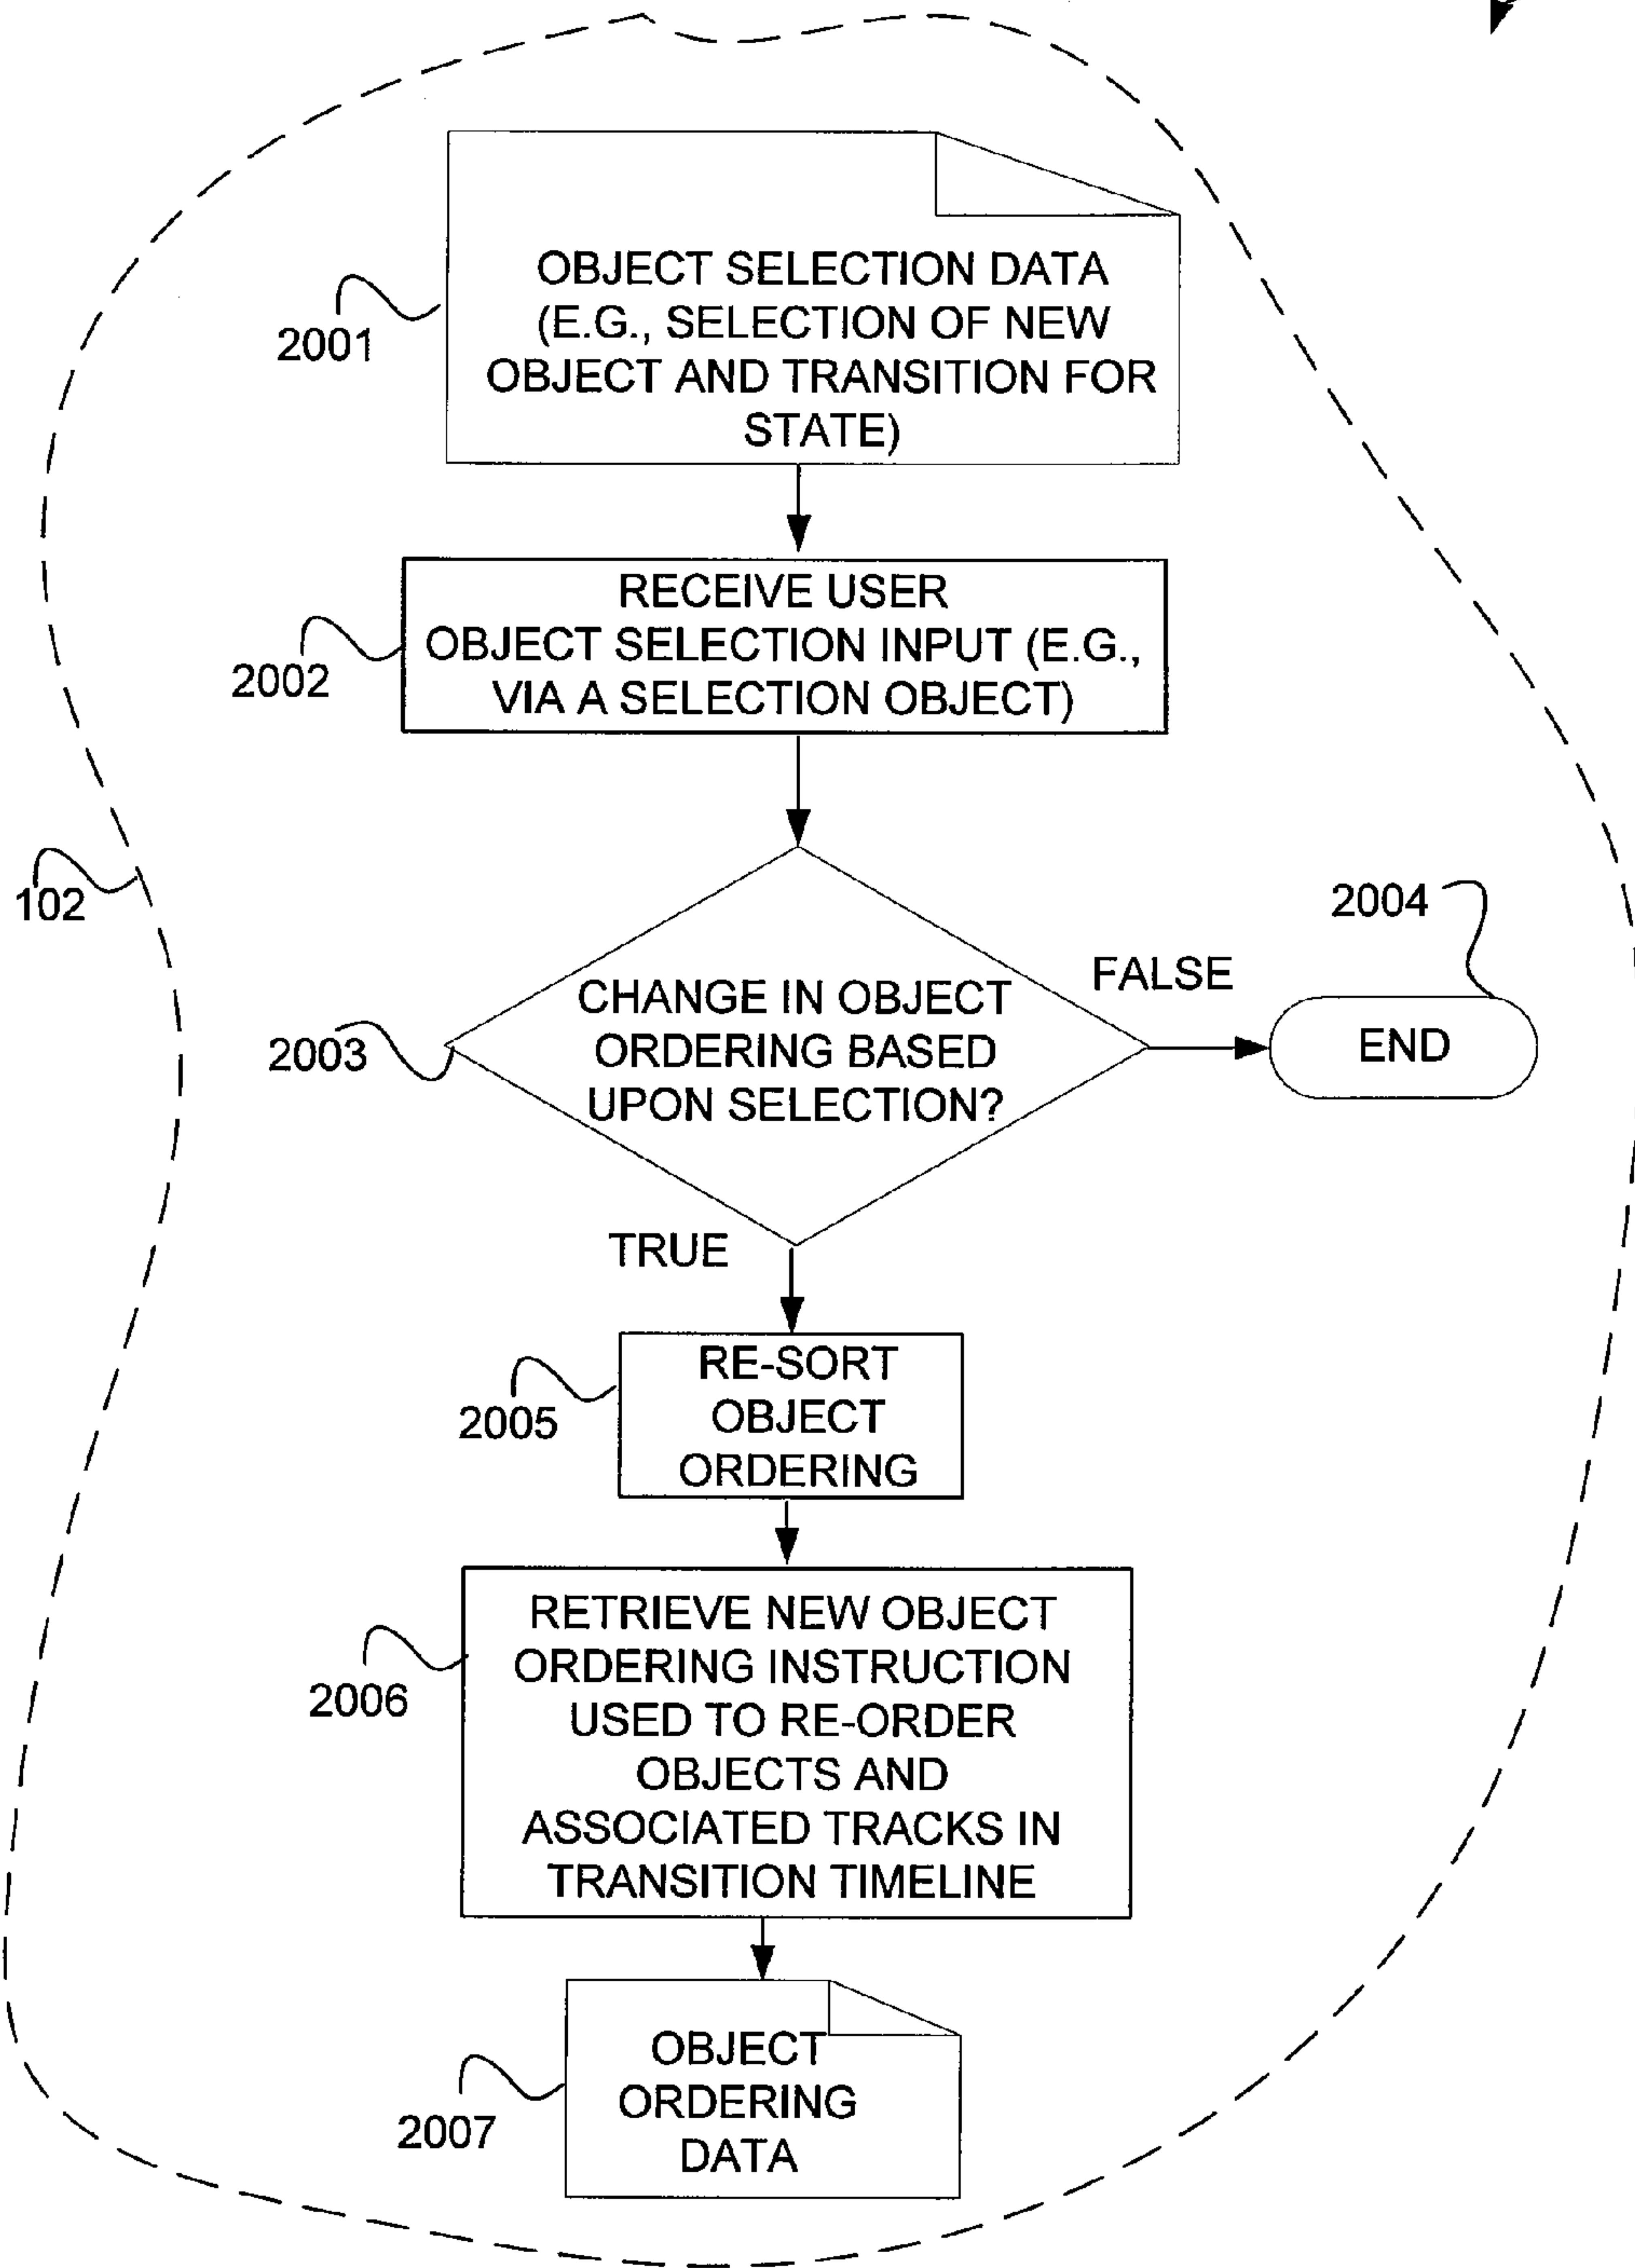 OBJECT SELECTION DATA
(E.G., SELECTION OF NEW
OBJECT AND TRANSITION FOR
STATE)
2001
RECEIVE USER
OBJECT SELECTION INPUT (E.G.,
VIA A SELECTION OBJECT)
2002
102
2004
FALSE
CHANGE IN OBJECT
ORDERING BASED
UPON SELECTION?
2003
END
TRUE
RE-SORT
OBJECT
ORDERING
2005
RETRIEVE NEW OBJECT
ORDERING INSTRUCTION
USED TO RE-ORDER
OBJECTS AND
ASSOCIATED TRACKS IN
TRANSITION TIMELINE
2006
OBJECT
ORDERING
DATA
2007